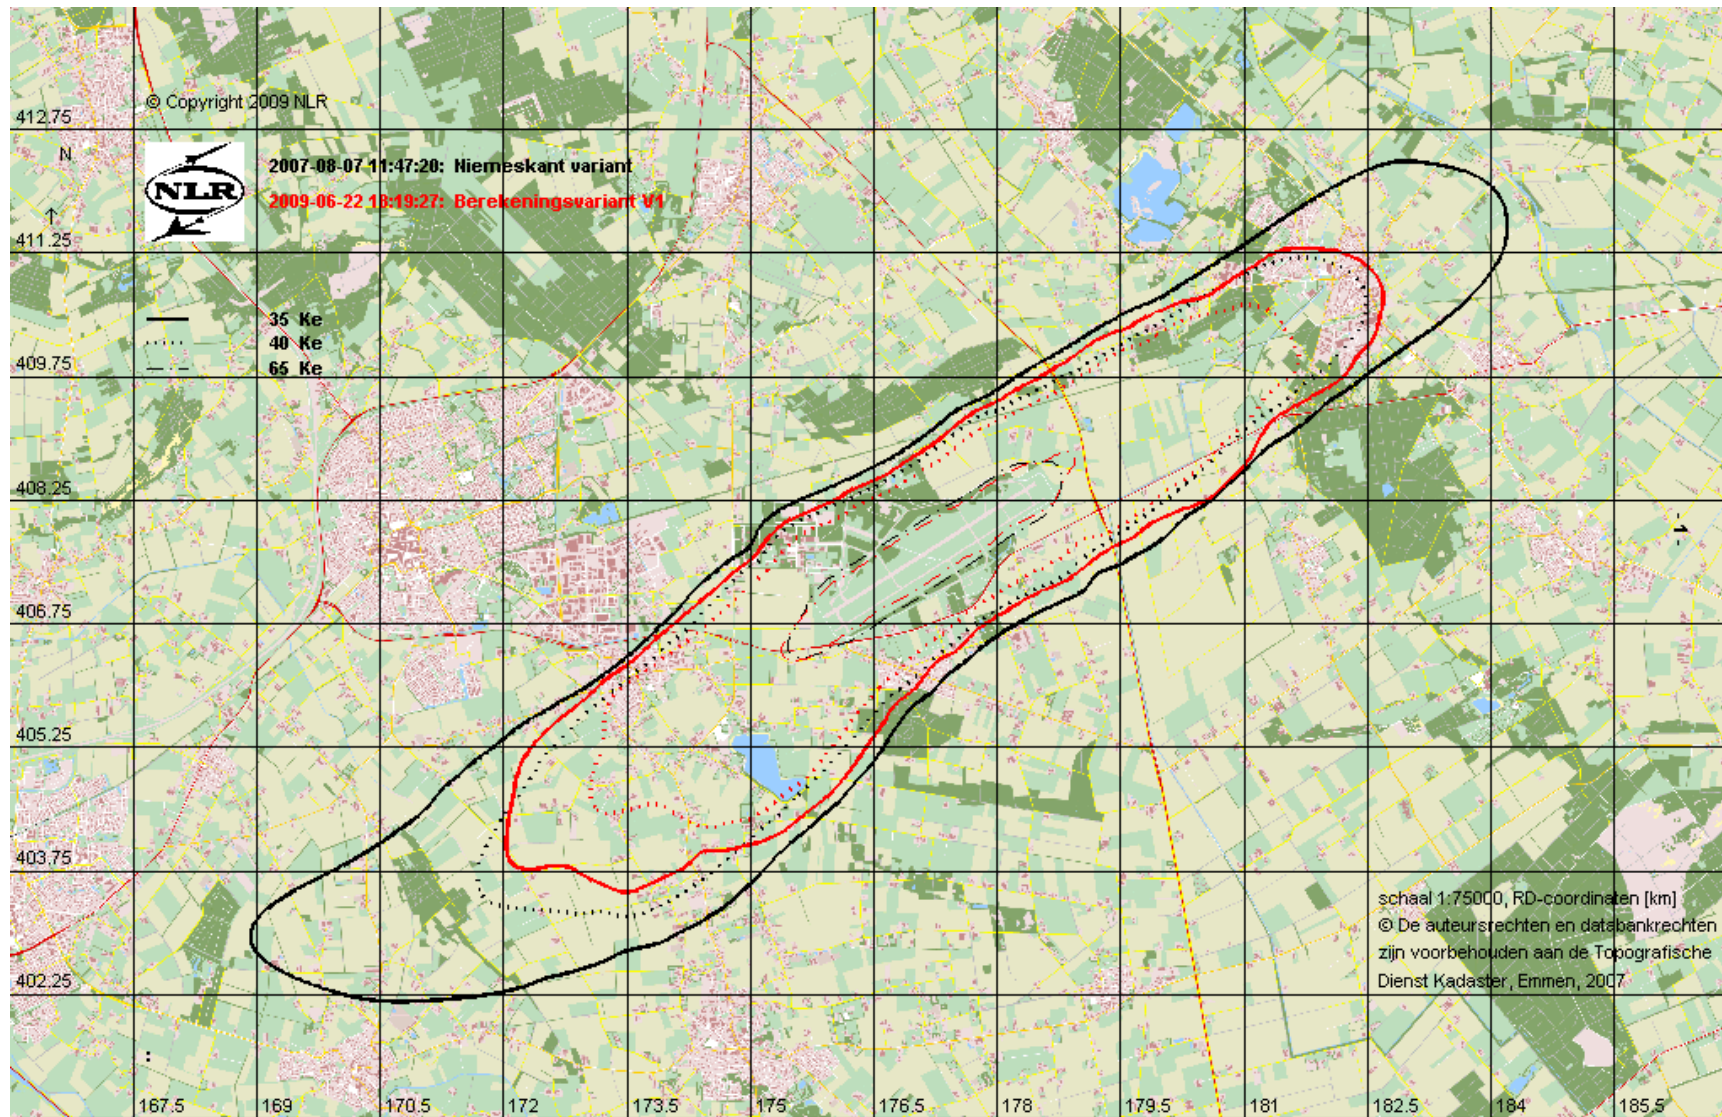 © Copyright 2009 NLR
412.75
N
NLR
2007-08-07 11:47:20: Niemeskant variant
2009-06-22 18:19:27: Berekeningsvariant V1
411.25
35 Ke
40 Ke
65 Ke
409.75
408.25
406.75
405.25
403.75
schaal 1:75000, RD-coordinaten [km]
© De auteursrechten en databankrechten
zijn voorbehouden aan de Topografische
Dienst Kadaster, Emmen, 2007
402.25
167.5 169 170.5 172 173.5 175 176.5 178 179.5 181 182.5 184 185.5